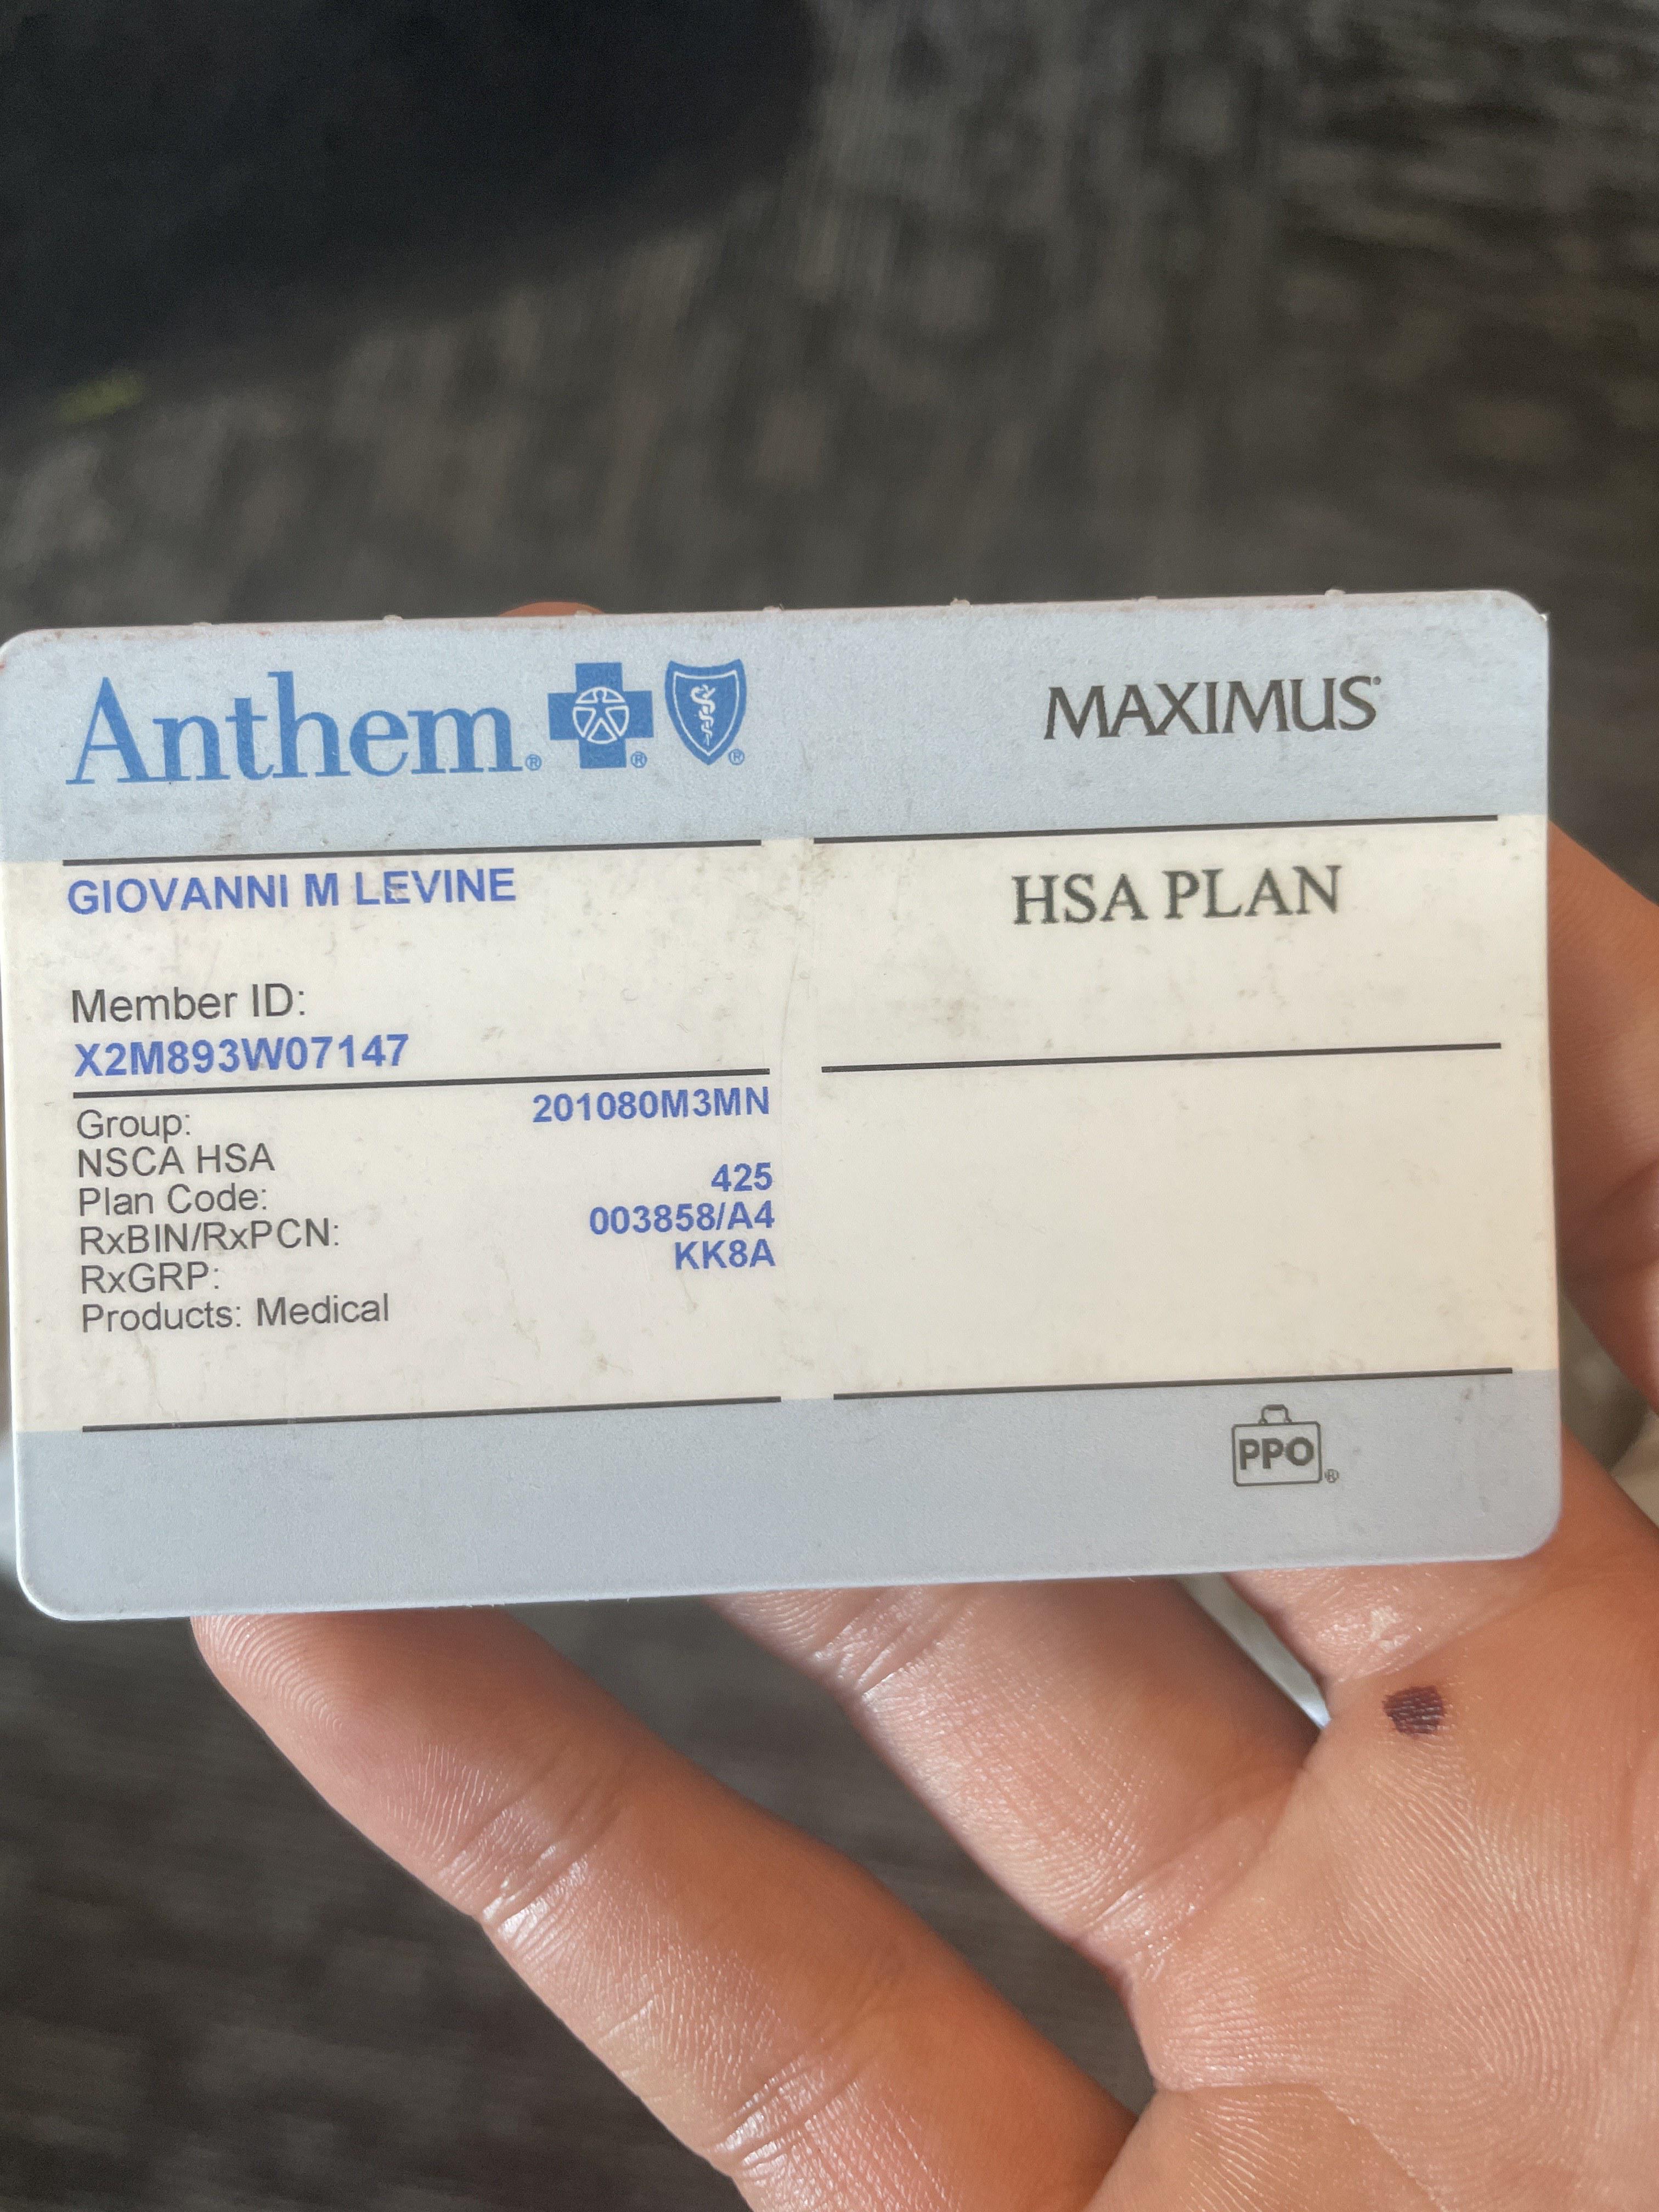 Anthem.® ® ®
MAXIMUS®
GIOVANNI M LEVINE
HSA PLAN
Member ID:
X2M893W07147
Group: 201080M3MN
NSCA HSA
Plan Code: 425
RxBIN/RxPCN: 003858/A4
RxGRP: KK8A
Products: Medical
PPO®